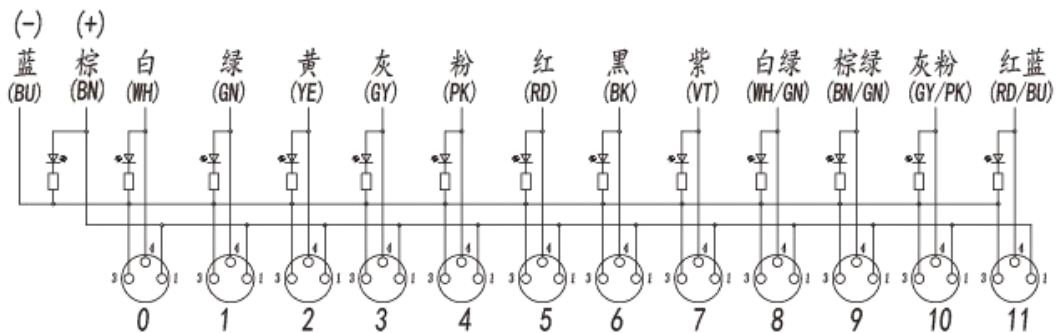 (-) (+)
蓝 棕 白 绿 黄 灰 粉 红 黑 紫 白绿 棕绿 灰粉 红蓝
(BU) (BN) (WH) (GN) (YE) (GY) (PK) (RD) (BK) (VT) (WH/GN) (BN/GN) (GY/PK) (RD/BU)
4 4 4 4 4 4 4 4 4 4 4 4
3 1 3 1 3 1 3 1 3 1 3 1 3 1 3 1 3 1 3 1 3 1 3 1
0 1 2 3 4 5 6 7 8 9 10 11